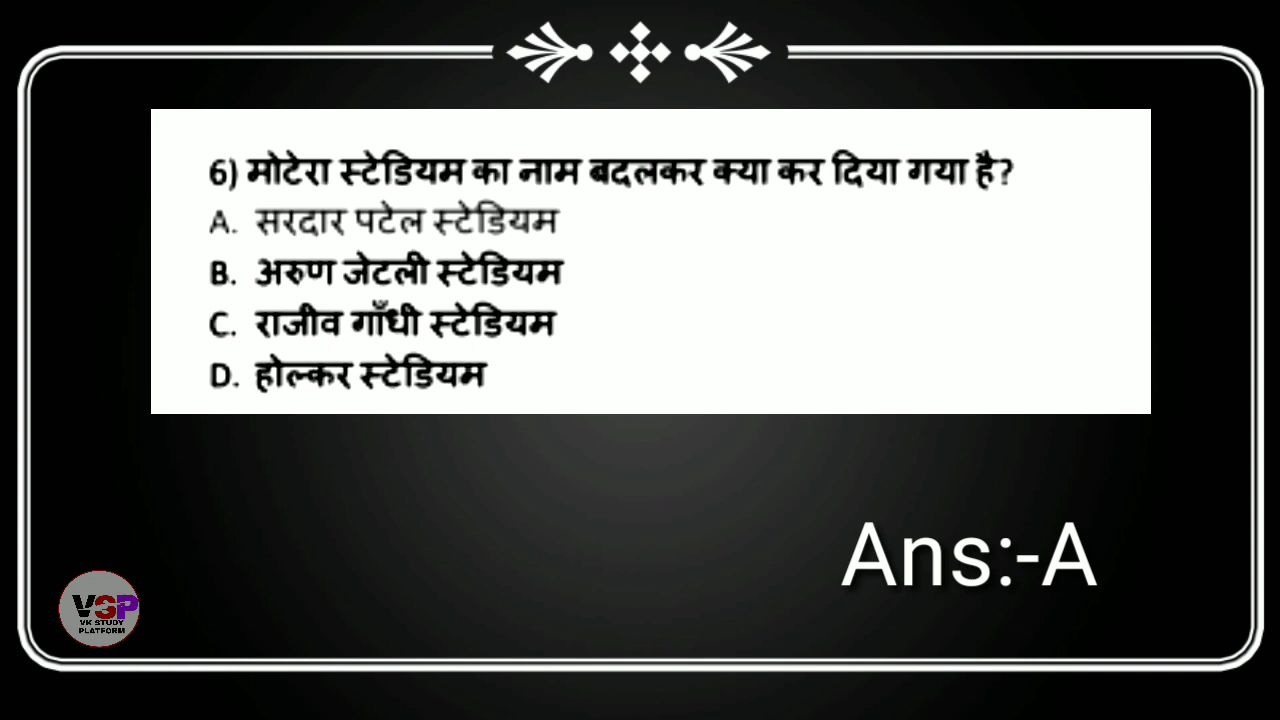 6) मोटेरा स्टेडियम का नाम बदलकर क्या कर दिया गया है?
A. सरदार पटेल स्टेडियम
B. अरुण जेटली स्टेडियम
C. राजीव गाँधी स्टेडियम
D. होल्कर स्टेडियम
Ans:-A
VSP
VK STUDY
PLATFORM